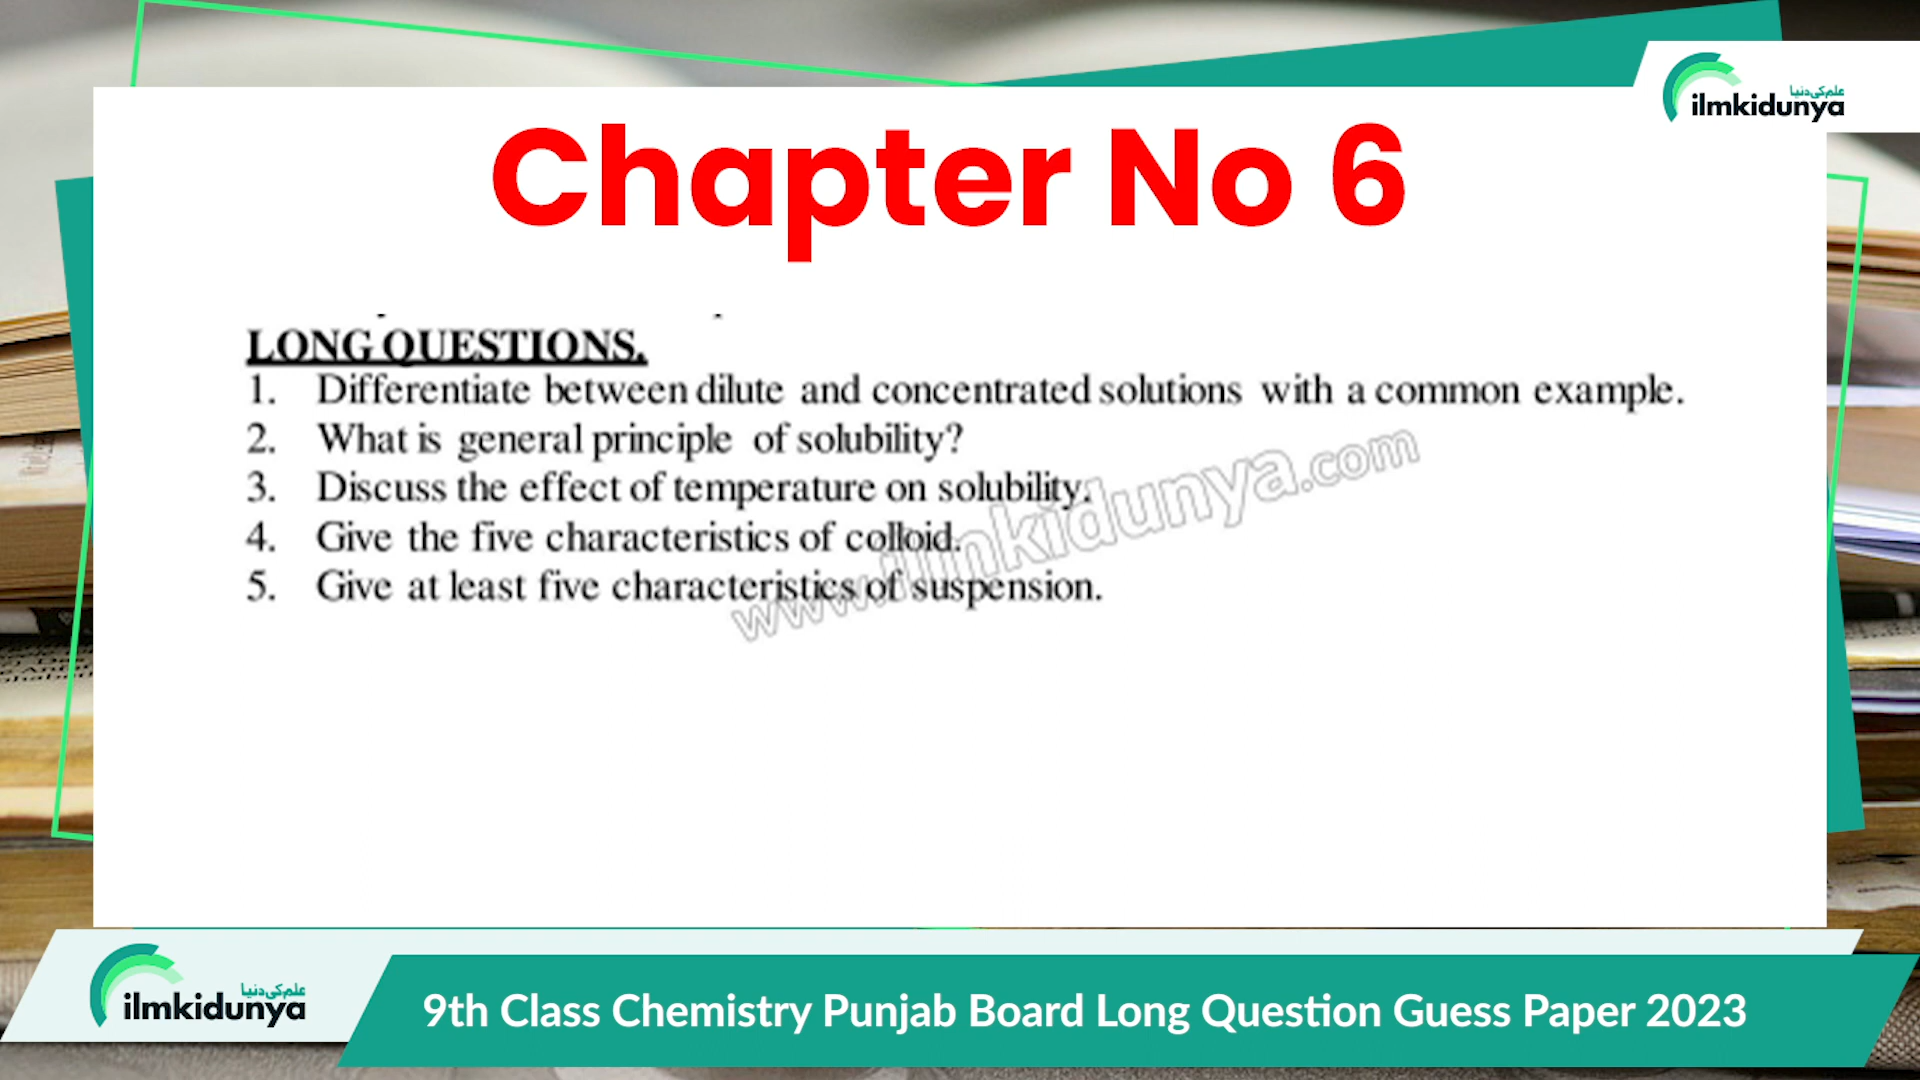 علم کی دنیا
ilmkidunya
Chapter No 6
LONG QUESTIONS.
1. Differentiate between dilute and concentrated solutions with a common example.
2. What is general principle of solubility?
3. Discuss the effect of temperature on solubility.
4. Give the five characteristics of colloid.
5. Give at least five characteristics of suspension.
www.ilmkidunya.com
علم کی دنیا
ilmkidunya
9th Class Chemistry Punjab Board Long Question Guess Paper 2023